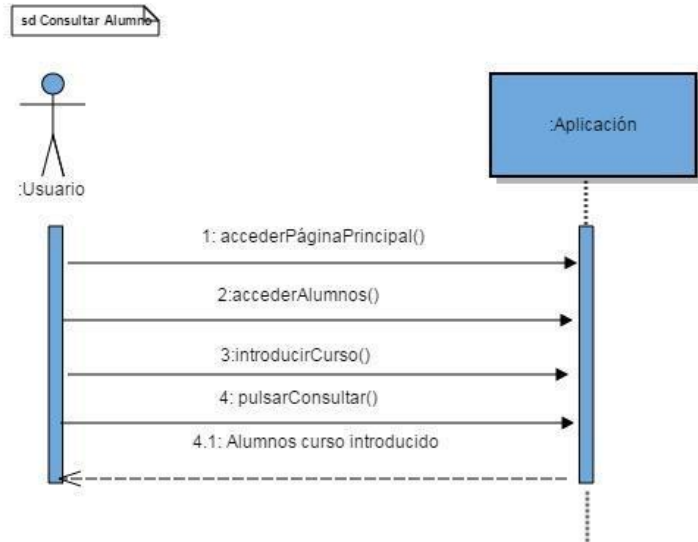 sd Consultar Alumno
:Usuario
:Aplicación
1: accederPáginaPrincipal()
2:accederAlumnos()
3:introducirCurso()
4: pulsarConsultar()
4.1: Alumnos curso introducido